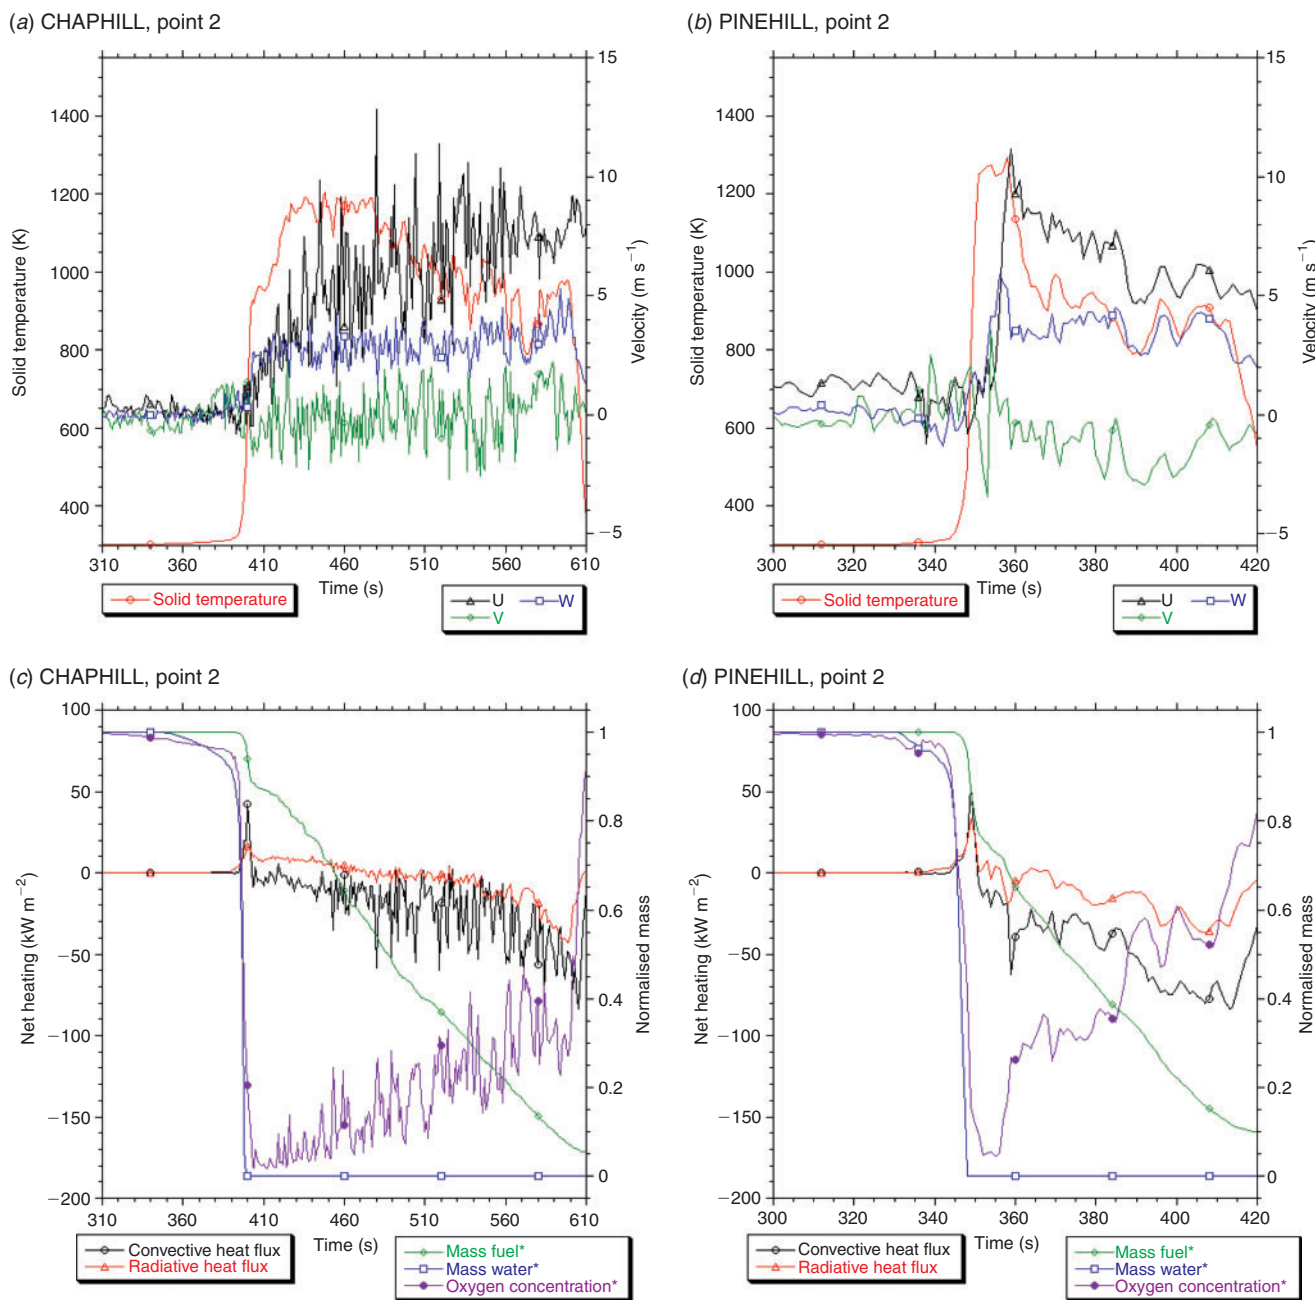 (a) CHAPHILL, point 2
15
1400
1200
10
1000
5
800
600
0
400
−5
Solid temperature (K)
Velocity (m s−1)
310 360 410 460 520 560 610
Time (s)
Solid temperature
U W
V
(b) PINEHILL, point 2
15
1400
1200
10
1000
5
800
600
0
400
−5
Solid temperature (K)
Velocity (m s−1)
300 320 340 360 380 400 420
Time (s)
Solid temperature
U W
V
(c) CHAPHILL, point 2
100
1
50
0.8
0
0.6
−50
0.4
−100
0.2
−150
0
−200
Net heating (kW m−2)
Normalised mass
310 360 410 460 520 560 610
Time (s)
Convective heat flux
Radiative heat flux
Mass fuel*
Mass water*
Oxygen concentration*
(d) PINEHILL, point 2
100
1
50
0.8
0
0.6
−50
0.4
−100
0.2
−150
0
−200
Net heating (kW m−2)
Normalised mass
300 320 340 360 380 400 420
Time (s)
Convective heat flux
Radiative heat flux
Mass fuel*
Mass water*
Oxygen concentration*